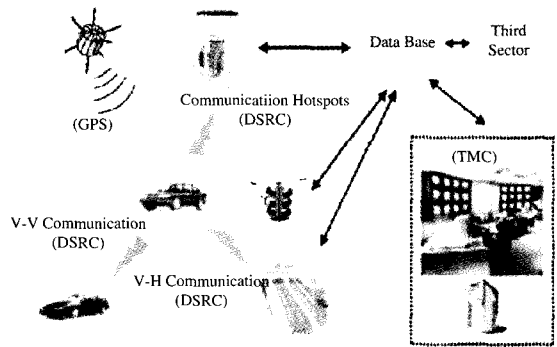 Data Base
Third
Sector
Communicatiion Hotspots
(DSRC)
(GPS)
(TMC)
V-V Communication
(DSRC)
V-H Communication
(DSRC)